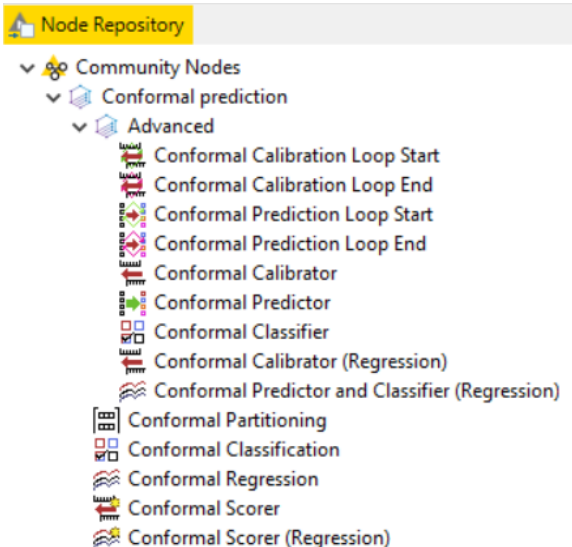 Node Repository
Community Nodes
Conformal prediction
Advanced
Conformal Calibration Loop Start
Conformal Calibration Loop End
Conformal Prediction Loop Start
Conformal Prediction Loop End
Conformal Calibrator
Conformal Predictor
Conformal Classifier
Conformal Calibrator (Regression)
Conformal Predictor and Classifier (Regression)
Conformal Partitioning
Conformal Classification
Conformal Regression
Conformal Scorer
Conformal Scorer (Regression)